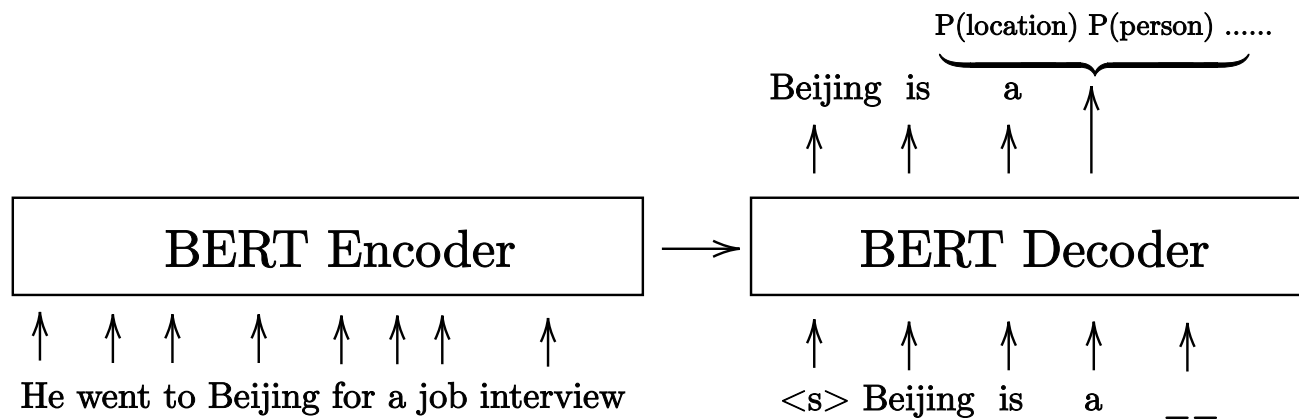 P(location) P(person) ......
Beijing is a
BERT Encoder
BERT Decoder
He went to Beijing for a job interview
<s> Beijing is a _ _